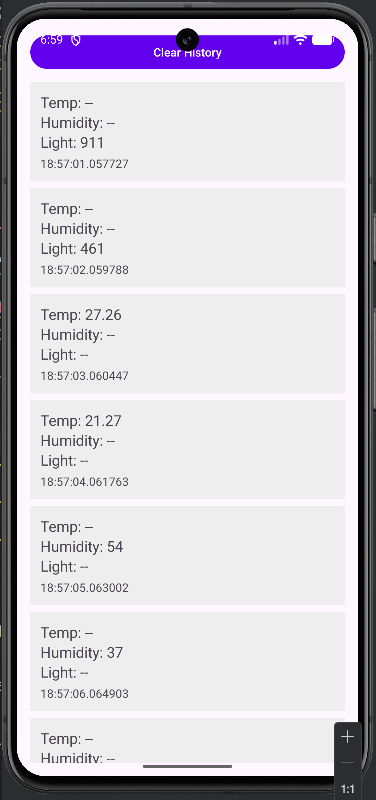 6:59
Clear History
Temp: --
Humidity: --
Light: 911
18:57:01.057727
Temp: --
Humidity: --
Light: 461
18:57:02.059788
Temp: 27.26
Humidity: --
Light: --
18:57:03.060447
Temp: 21.27
Humidity: --
Light: --
18:57:04.061763
Temp: --
Humidity: 54
Light: --
18:57:05.063002
Temp: --
Humidity: 37
Light: --
18:57:06.064903
Temp: --
Humidity: --
1:1